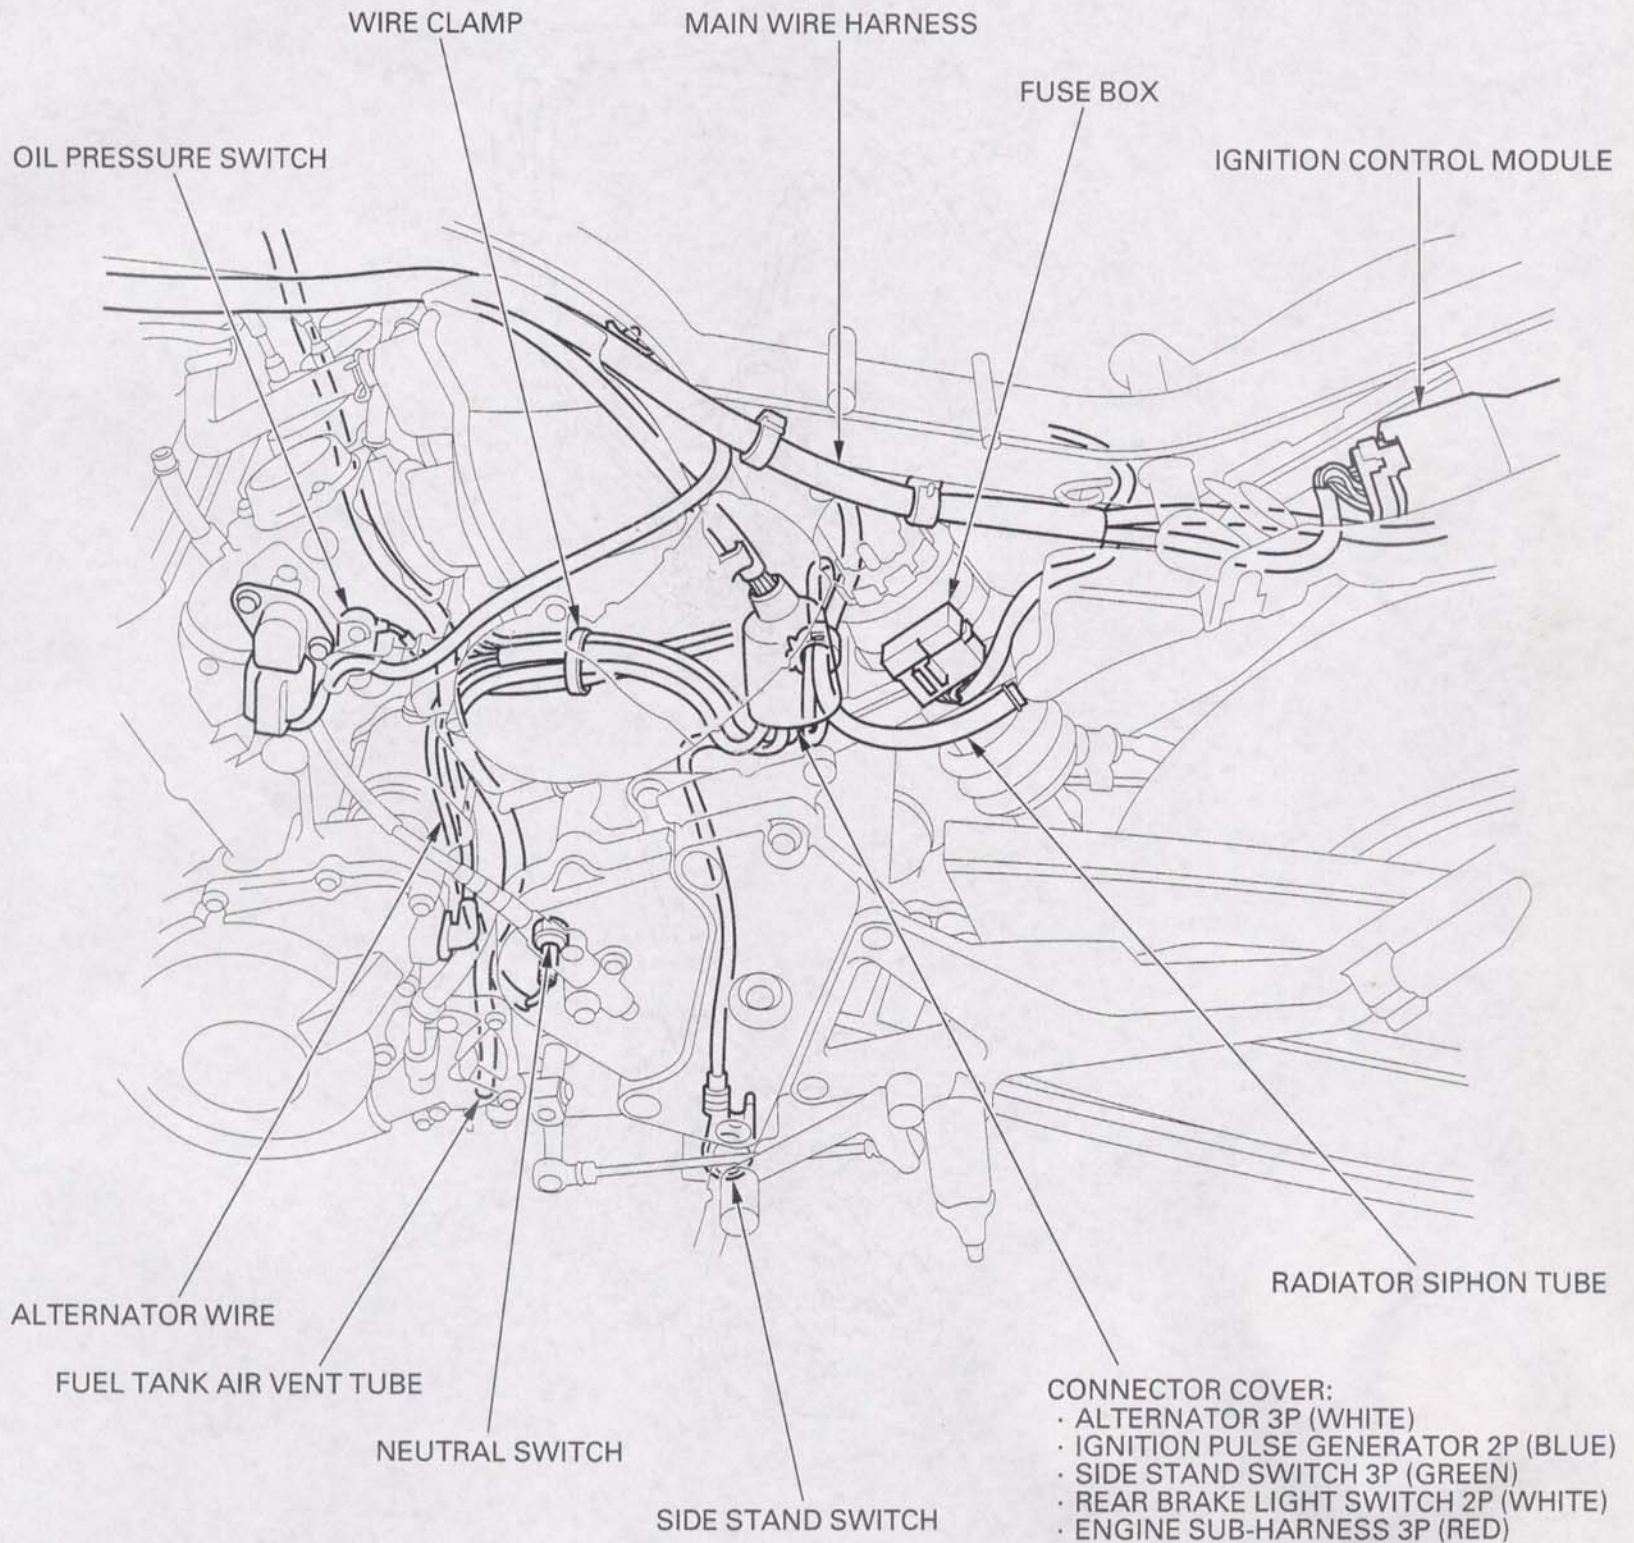 WIRE CLAMP
MAIN WIRE HARNESS
FUSE BOX
OIL PRESSURE SWITCH
IGNITION CONTROL MODULE
RADIATOR SIPHON TUBE
ALTERNATOR WIRE
FUEL TANK AIR VENT TUBE
NEUTRAL SWITCH
SIDE STAND SWITCH
CONNECTOR COVER:
· ALTERNATOR 3P (WHITE)
· IGNITION PULSE GENERATOR 2P (BLUE)
· SIDE STAND SWITCH 3P (GREEN)
· REAR BRAKE LIGHT SWITCH 2P (WHITE)
· ENGINE SUB-HARNESS 3P (RED)